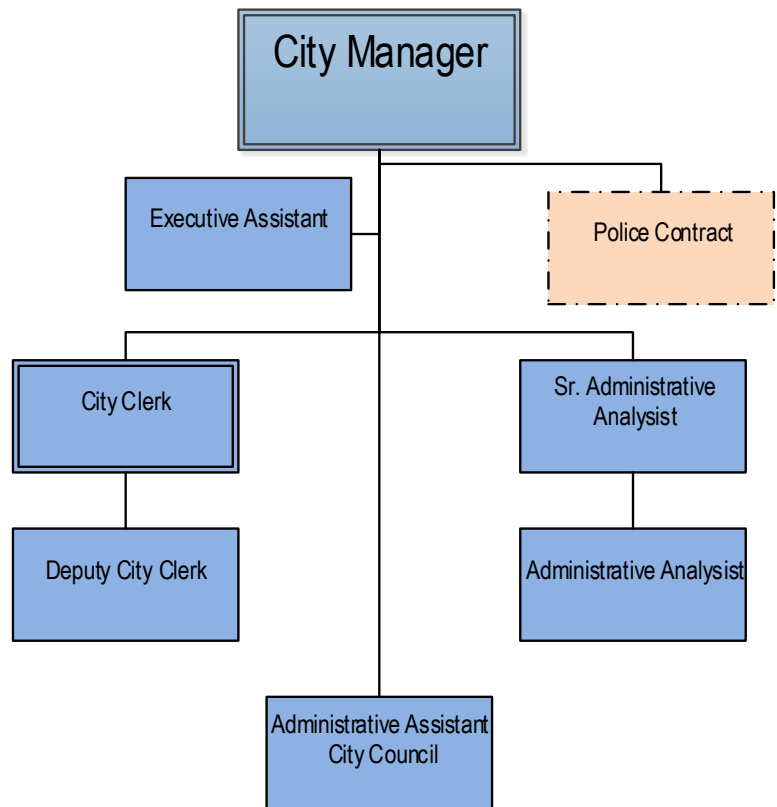 City Manager
Executive Assistant
Police Contract
City Clerk
Sr. Administrative
Analysist
Deputy City Clerk
Administrative Analysist
Administrative Assistant
City Council